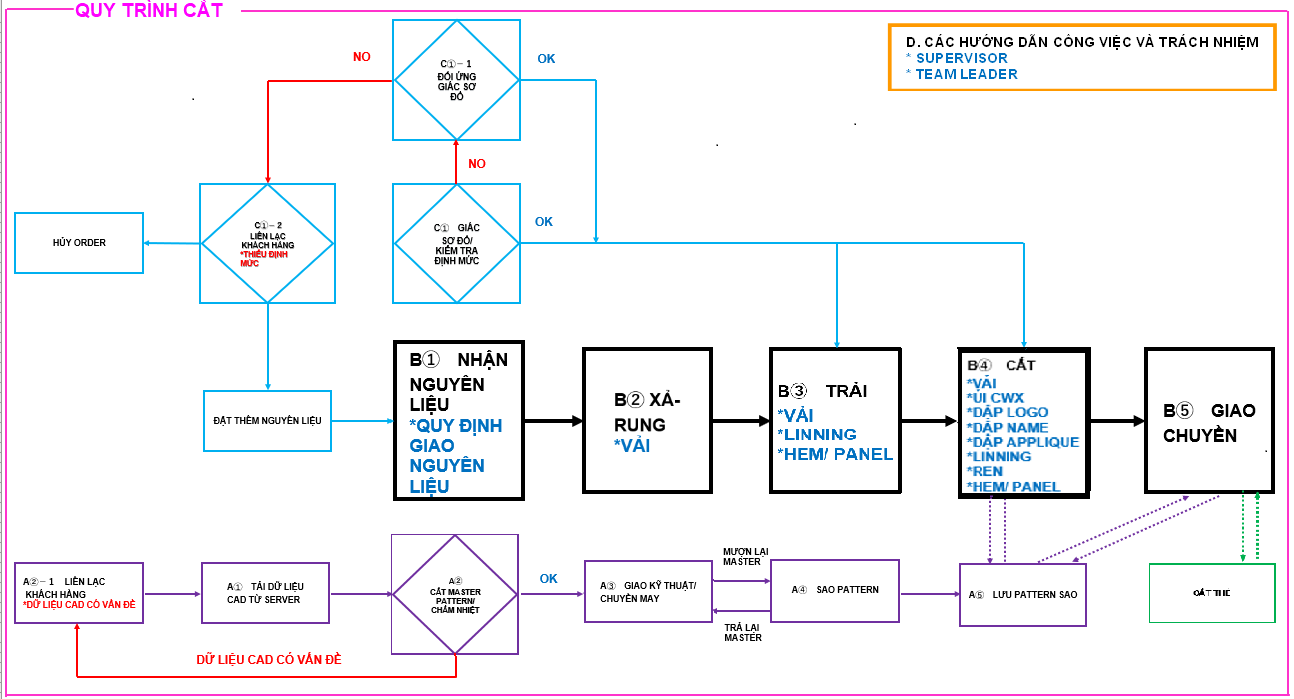 QUY TRÌNH CẮT
D. CÁC HƯỚNG DẪN CÔNG VIỆC VÀ TRÁCH NHIỆM
* SUPERVISOR
* TEAM LEADER
NO
C①－1
ĐỐI ỨNG
GIÁC SƠ
ĐỒ
OK
NO
C①－2
LIÊN LẠC
KHÁCH HÀNG
*THIẾU ĐỊNH
MỨC
HỦY ORDER
C① GIÁC
SƠ ĐỒ/
KIỂM TRA
ĐỊNH MỨC
OK
ĐẶT THÊM NGUYÊN LIỆU
B① NHẬN
NGUYÊN
LIỆU
*QUY ĐỊNH
GIAO
NGUYÊN
LIỆU
B② XẢ-
RUNG
*VẢI
B③ TRẢI
*VẢI
*LINNING
*HEM/ PANEL
B④ CẮT
*VẢI
*ỦI CWX
*DẬP LOGO
*DẬP NAME
*DẬP APPLIQUE
*LINNING
*REN
*HEM/ PANEL
B⑤ GIAO
CHUYỀN
A②－1 LIÊN LẠC
KHÁCH HÀNG
*DỮ LIỆU CAD CÓ VẤN ĐỀ
A① TẢI DỮ LIỆU
CAD TỪ SERVER
A②
CẮT MASTER
PATTERN/
CHẤM NHIỆT
OK
A③ GIAO KỸ THUẬT/
CHUYỀN MAY
MƯỢN LẠI
MASTER
TRẢ LẠI
MASTER
A④ SAO PATTERN
A⑤ LƯU PATTERN SAO
DỮ LIỆU CAD CÓ VẤN ĐỀ